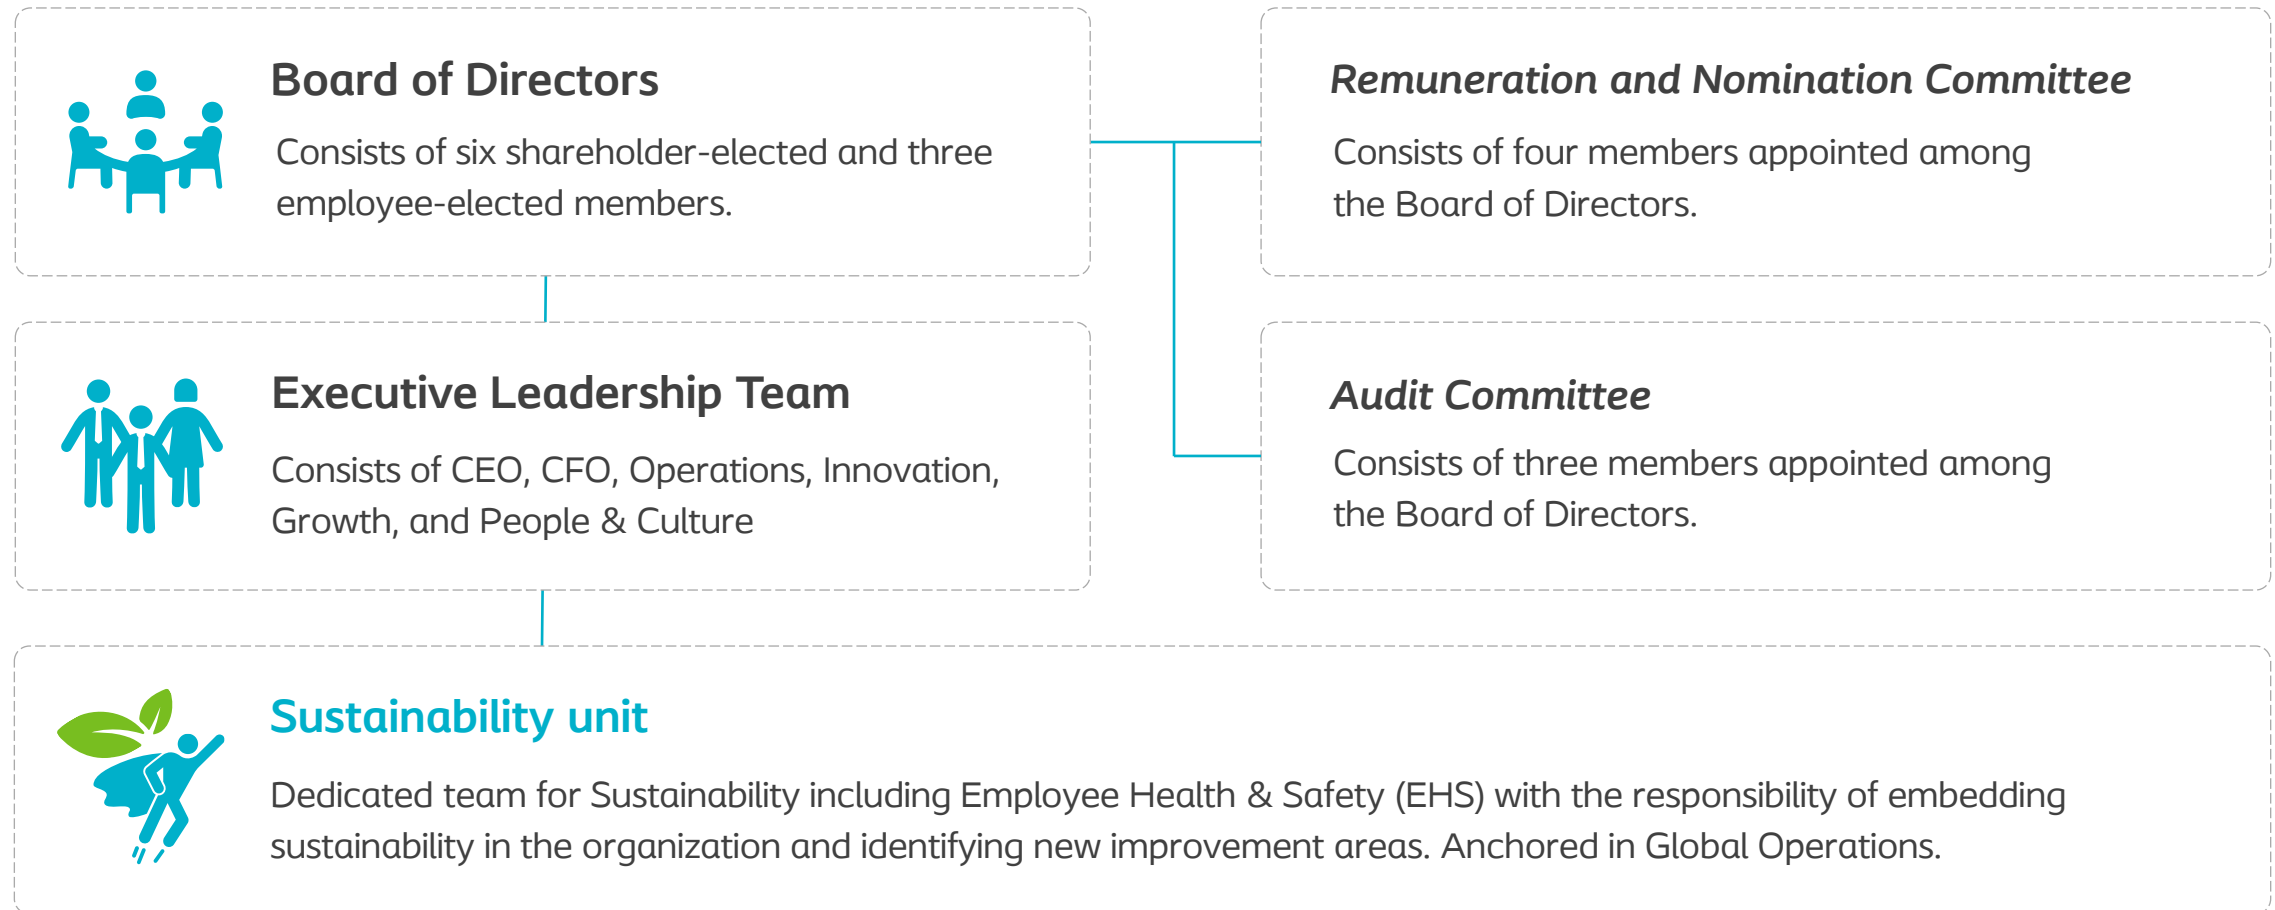 Board of Directors
Consists of six shareholder-elected and three
employee-elected members.
Remuneration and Nomination Committee
Consists of four members appointed among
the Board of Directors.
Executive Leadership Team
Consists of CEO, CFO, Operations, Innovation,
Growth, and People & Culture
Audit Committee
Consists of three members appointed among
the Board of Directors.
Sustainability unit
Dedicated team for Sustainability including Employee Health & Safety (EHS) with the responsibility of embedding
sustainability in the organization and identifying new improvement areas. Anchored in Global Operations.